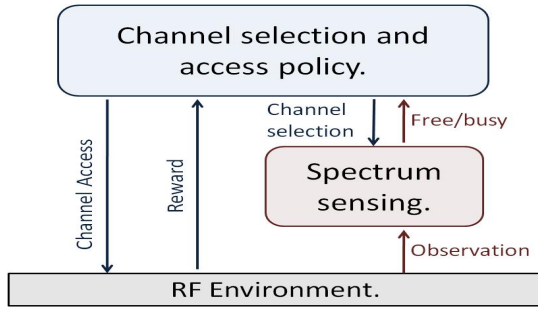 Channel selection and
access policy.
Channel Access
Reward
Channel
selection
Free/busy
Spectrum
sensing.
Observation
RF Environment.